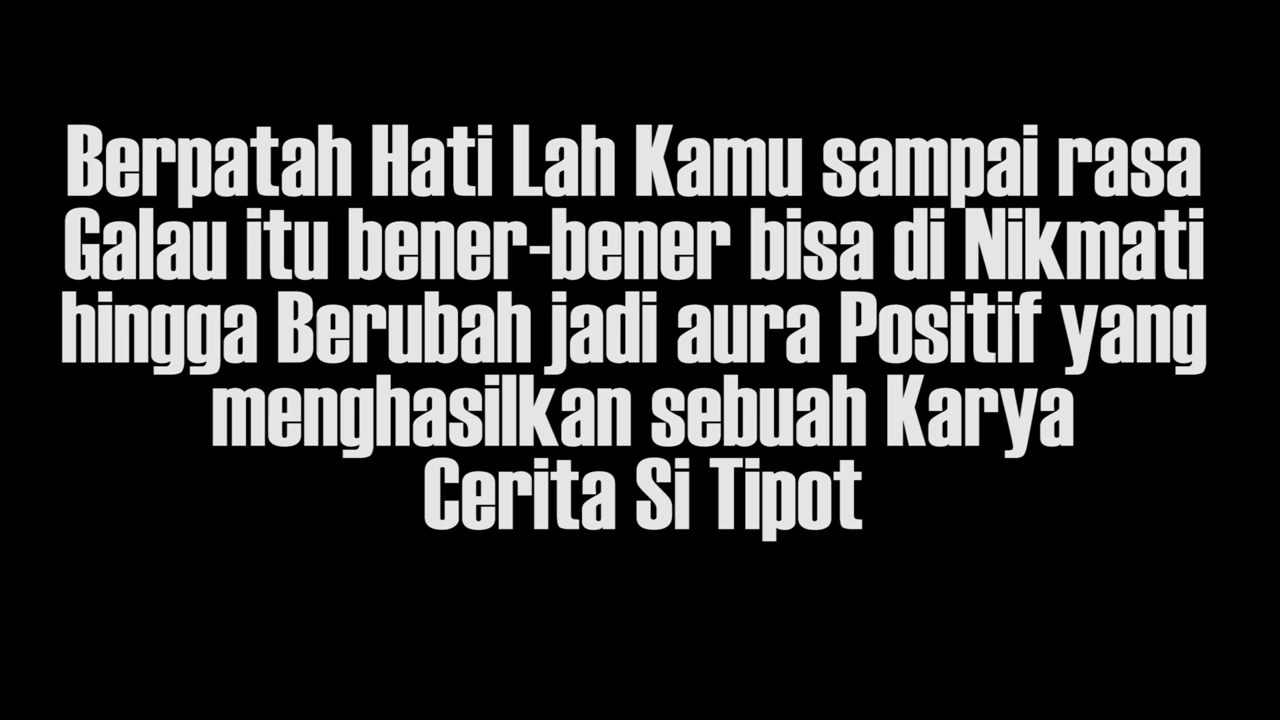 Berpatah Hati Lah Kamu sampai rasa
Galau itu bener-bener bisa di Nikmati
hingga Berubah jadi aura Positif yang
menghasilkan sebuah Karya
Cerita Si Tipot